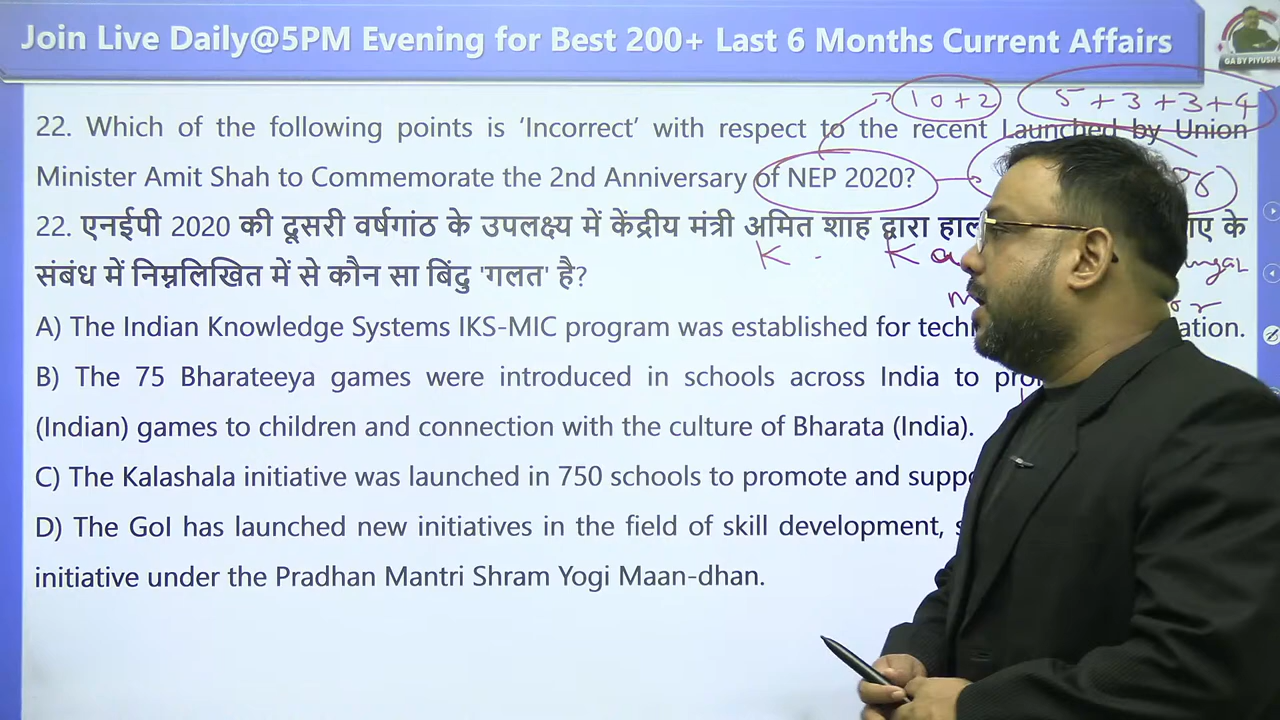 Join Live Daily@5PM Evening for Best 200+ Last 6 Months Current Affairs
GA BY PIYUSH
10+2 5+3+3+4
22. Which of the following points is ‘Incorrect’ with respect to the recent Launched by Union
Minister Amit Shah to Commemorate the 2nd Anniversary of NEP 2020?
22. एनईपी 2020 की दूसरी वर्षगांठ के उपलक्ष्य में केंद्रीय मंत्री अमित शाह द्वारा के
संबंध में निम्नलिखित में से कौन सा बिंदु 'गलत' है?
K.
A) The Indian Knowledge Systems IKS-MIC program was established for
B) The 75 Bharateeya games were introduced in schools across India to
(Indian) games to children and connection with the culture of Bharata (India).
C) The Kalashala initiative was launched in 750 schools to promote and
D) The GoI has launched new initiatives in the field of skill development,
initiative under the Pradhan Mantri Shram Yogi Maan-dhan.